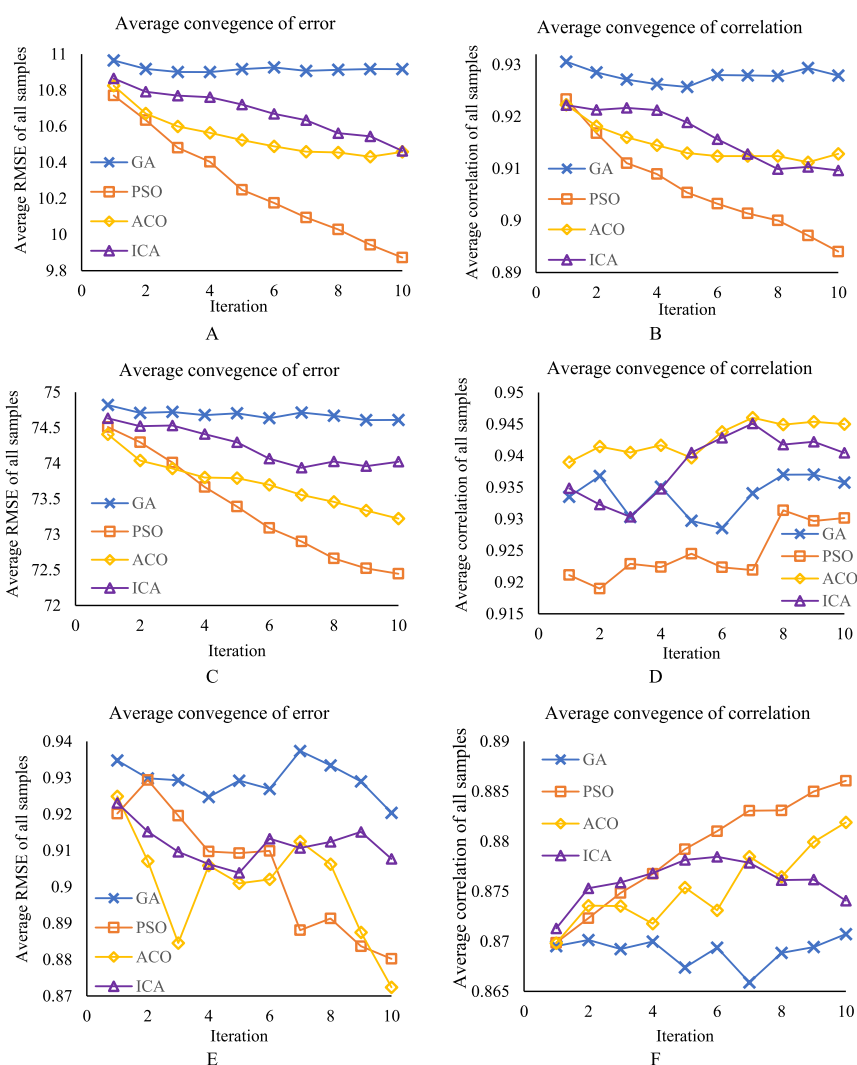 Average convegence of error
Average RMSE of all samples
11
10.8
10.6
10.4
10.2
10
9.8
GA
PSO
ACO
ICA
0
2
4
6
8
10
Iteration
A
Average convegence of correlation
Average correlation of all samples
0.93
0.92
0.91
0.9
0.89
GA
PSO
ACO
ICA
0
2
4
6
8
10
Iteration
B
Average convegence of error
Average RMSE of all samples
75
74.5
74
73.5
73
72.5
72
GA
PSO
ACO
ICA
0
2
4
6
8
10
Iteration
C
Average convegence of correlation
Average correlation of all samples
0.95
0.945
0.94
0.935
0.93
0.925
0.92
0.915
GA
PSO
ACO
ICA
0
2
4
6
8
10
Iteration
D
Average convegence of error
Average RMSE of all samples
0.94
0.93
0.92
0.91
0.9
0.89
0.88
0.87
GA
PSO
ACO
ICA
0
2
4
6
8
10
Iteration
E
Average convegence of correlation
Average correlation of all samples
0.89
0.885
0.88
0.875
0.87
0.865
GA
PSO
ACO
ICA
0
2
4
6
8
10
Iteration
F